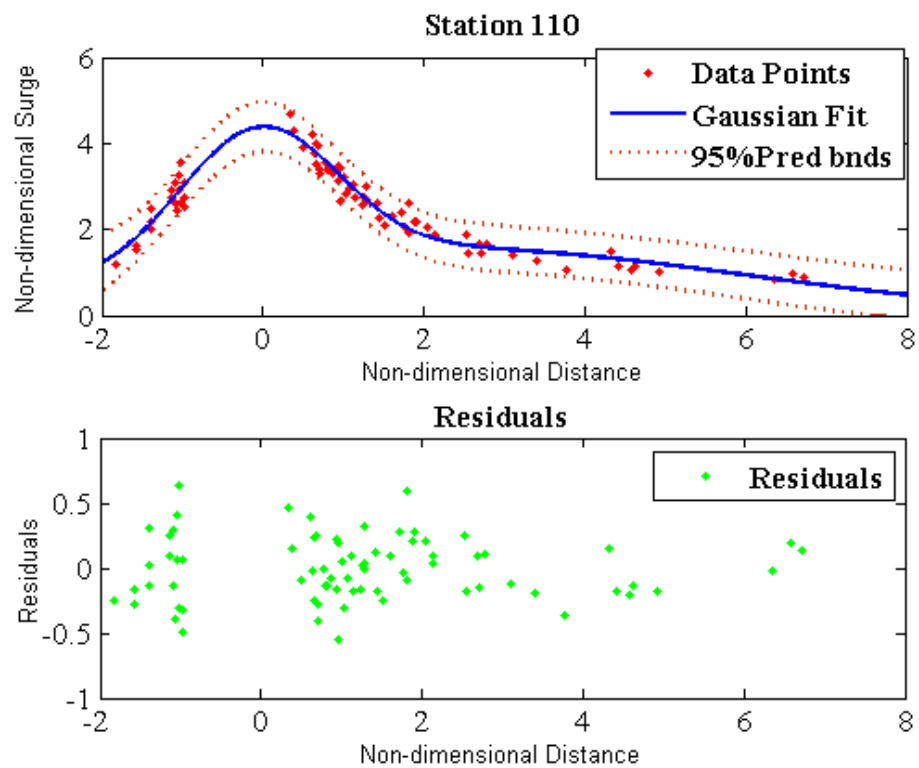 Station 110
Non-dimensional Surge
6
4
2
0
-2
0
2
4
6
8
Data Points
Gaussian Fit
95%Pred bnds
Non-dimensional Distance
Residuals
Residuals
1
0.5
0
-0.5
-1
-2
0
2
4
6
8
Residuals
Non-dimensional Distance